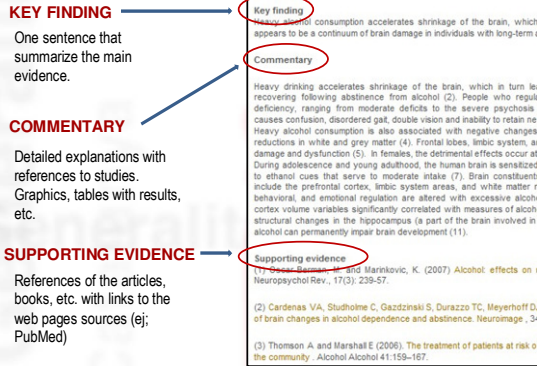 KEY FINDING
One sentence that
summarize the main
evidence.
COMMENTARY
Detailed explanations with
references to studies.
Graphics, tables with results,
etc.
SUPPORTING EVIDENCE
References of the articles,
books, etc. with links to the
web pages sources (ej;
PubMed)
Key finding
Heavy alcohol consumption accelerates shrinkage of the brain, which
appears to be a continuum of brain damage in individuals with long-term
Commentary
Heavy drinking accelerates shrinkage of the brain, which in turn
recovering following abstinence from alcohol (2). People who
deficiency, ranging from moderate deficits to the severe psychosis
causes confusion, disordered gait, double vision and inability to retain
Heavy alcohol consumption is also associated with negative changes
reductions in white and grey matter (4). Frontal lobes, limbic system,
damage and dysfunction (5). In females, the detrimental effects occur at
During adolescence and young adulthood, the human brain is sensitized
to ethanol cues that serve to moderate intake (7). Brain constituents
include the prefrontal cortex, limbic system areas, and white matter
behavioral, and emotional regulation are altered with excessive
cortex volume variables significantly correlated with measures of
structural changes in the hippocampus (a part of the brain involved in
alcohol can permanently impair brain development (11).
Supporting evidence
(1) Oscar Berman, M. and Marinkovic, K. (2007) Alcohol: effects on
Neuropsychol Rev., 17(3): 239-57.
(2) Cardenas VA, Studholme C, Gazdzinski S, Durazzo TC, Meyerhoff
of brain changes in alcohol dependence and abstinence. Neuroimage ,
(3) Thomson A and Marshall E (2006). The treatment of patients at risk
the community . Alcohol Alcohol 41:159–167.